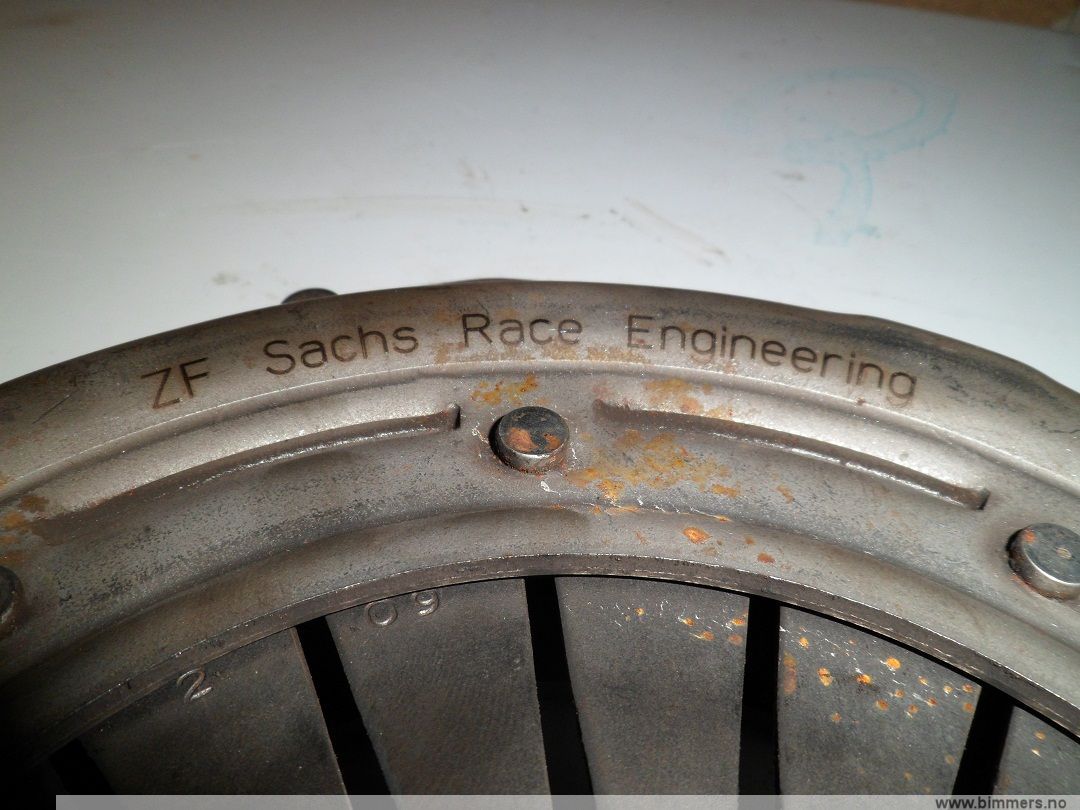 ZF Sachs Race Engineering
2
09
www.bimmers.no